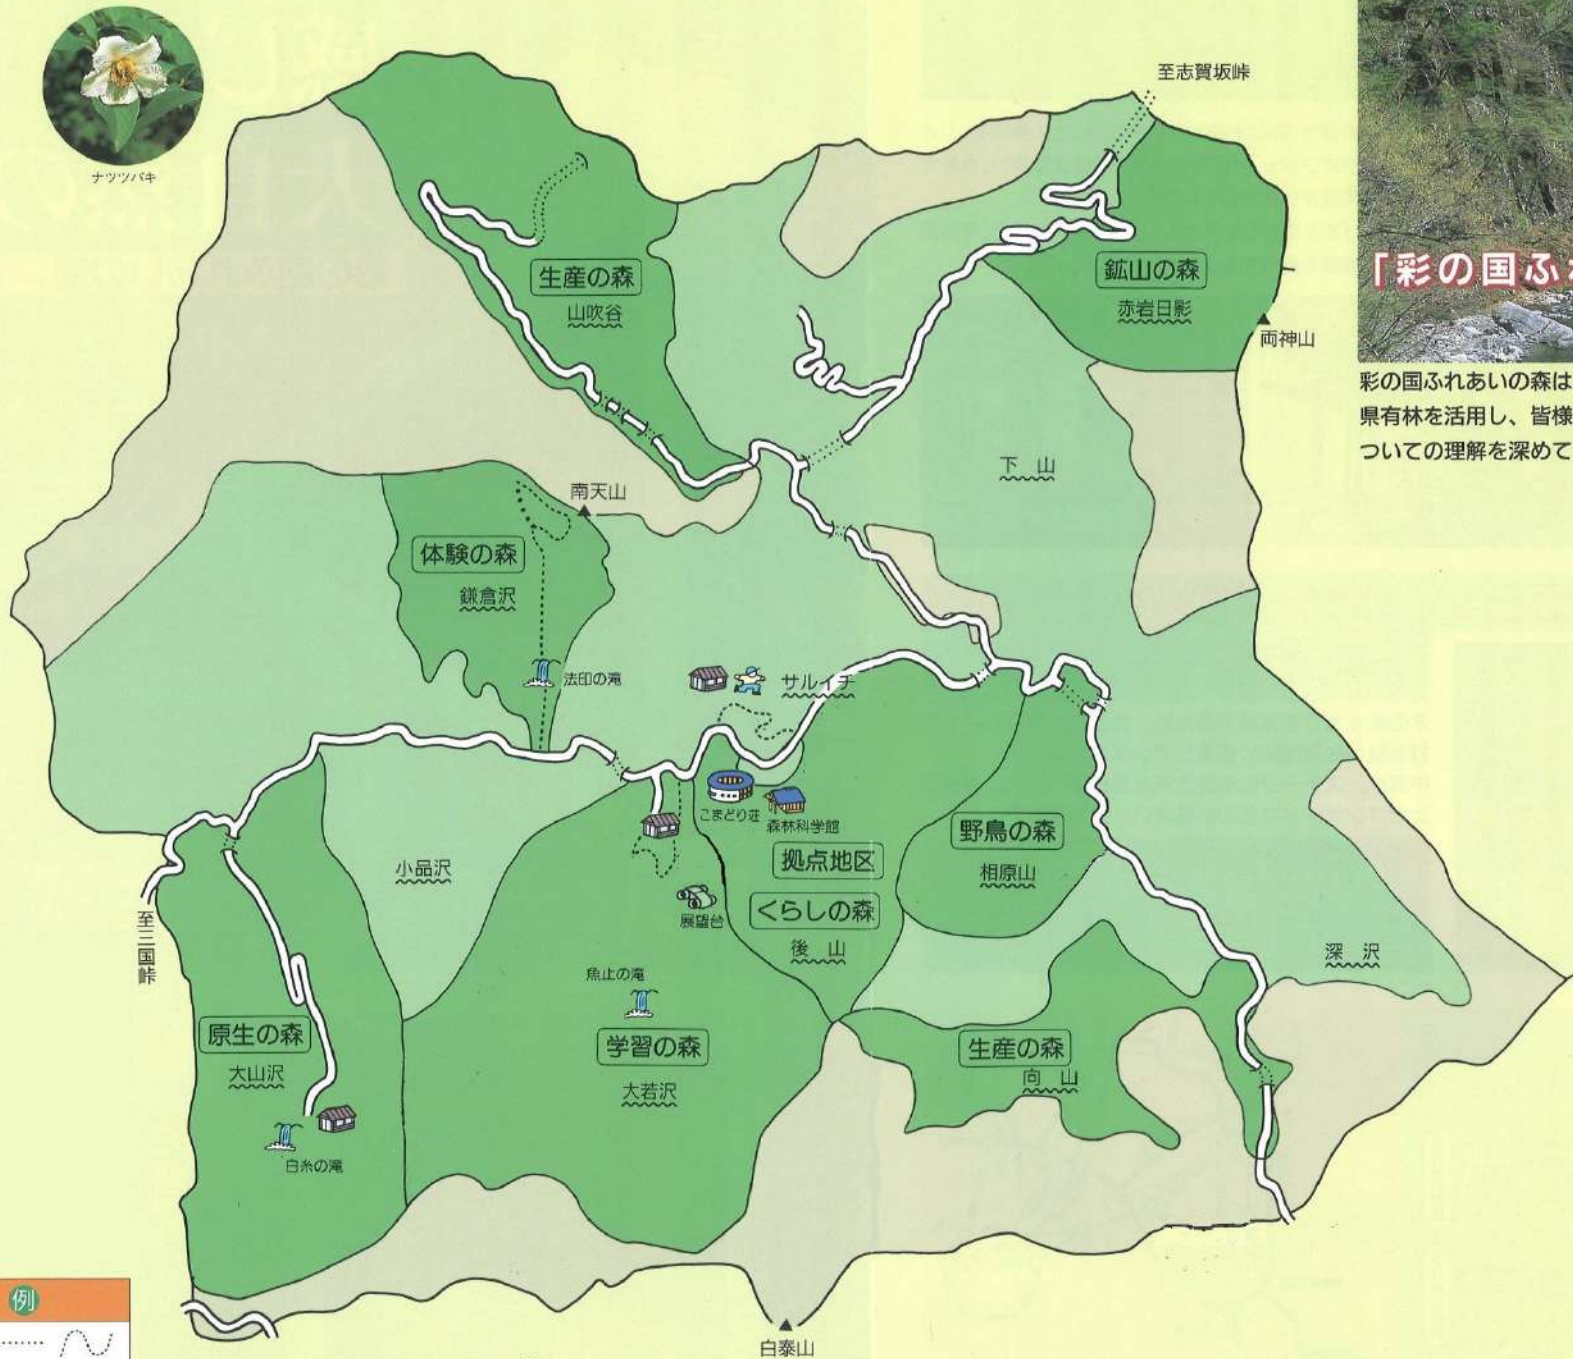 ナツツバキ
至志賀坂峠
「彩の国ふ
生産の森
山吹谷
鉱山の森
赤岩日影
両神山
彩の国ふれあいの森は
県有林を活用し、皆様
ついての理解を深めて
下山
南天山
体験の森
鎌倉沢
法印の滝
サルイチ
こまどり荘
森林科学館
拠点地区
くらしの森
後山
野鳥の森
相原山
小品沢
展望台
至三国峠
深沢
魚止の滝
原生の森
大山沢
学習の森
大若沢
生産の森
向山
白糸の滝
例
白泰山